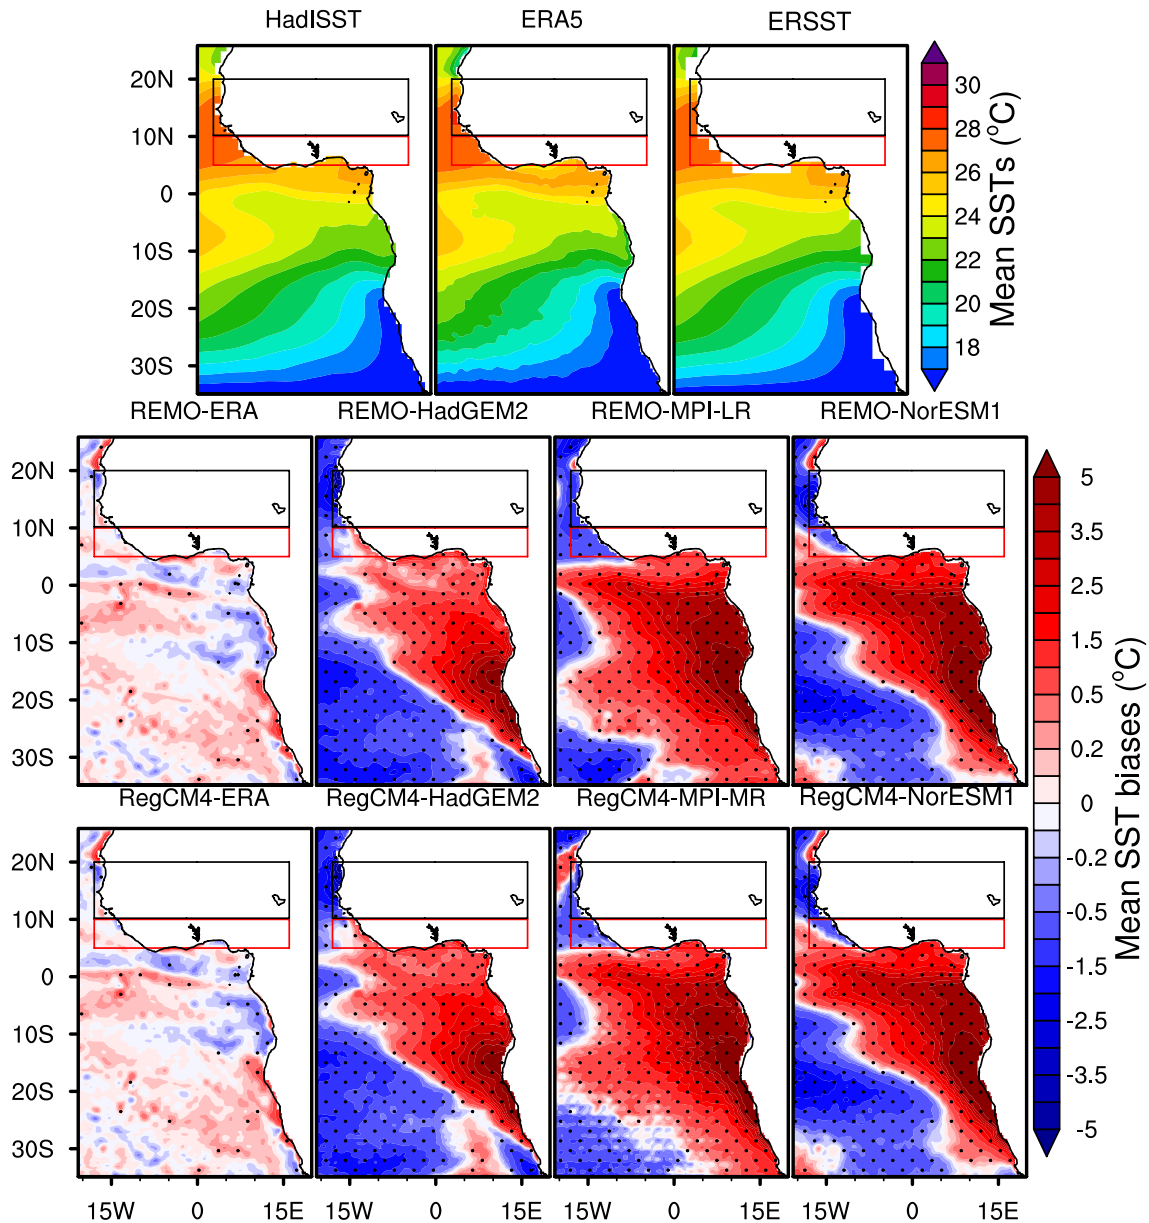 HadISST ERA5 ERSST
20N
10N
0
10S
20S
30S
30
28
26
24
22
20
18
Mean SSTs (°C)
REMO-ERA REMO-HadGEM2 REMO-MPI-LR REMO-NorESM1
20N
10N
0
10S
20S
30S
RegCM4-ERA RegCM4-HadGEM2 RegCM4-MPI-MR RegCM4-NorESM1
20N
10N
0
10S
20S
30S
15W 0 15E 15W 0 15E 15W 0 15E 15W 0 15E
5
3.5
2.5
1.5
0.5
0.2
0
-0.2
-0.5
-1.5
-2.5
-3.5
-5
Mean SST biases (°C)